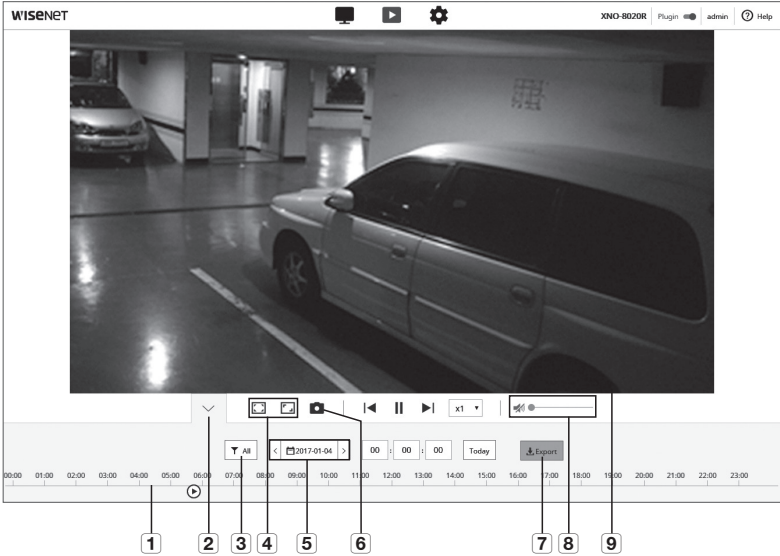 WISENET
XNO-8020R Plugin admin ? Help
x1
All
2017-01-04
00 : 00 : 00
Today
Export
00:00 01:00 02:00 03:00 04:00 05:00 06:00 07:00 08:00 09:00 10:00 11:00 12:00 13:00 14:00 15:00 16:00 17:00 18:00 19:00 20:00 21:00 22:00 23:00
1 2 3 4 5 6 7 8 9